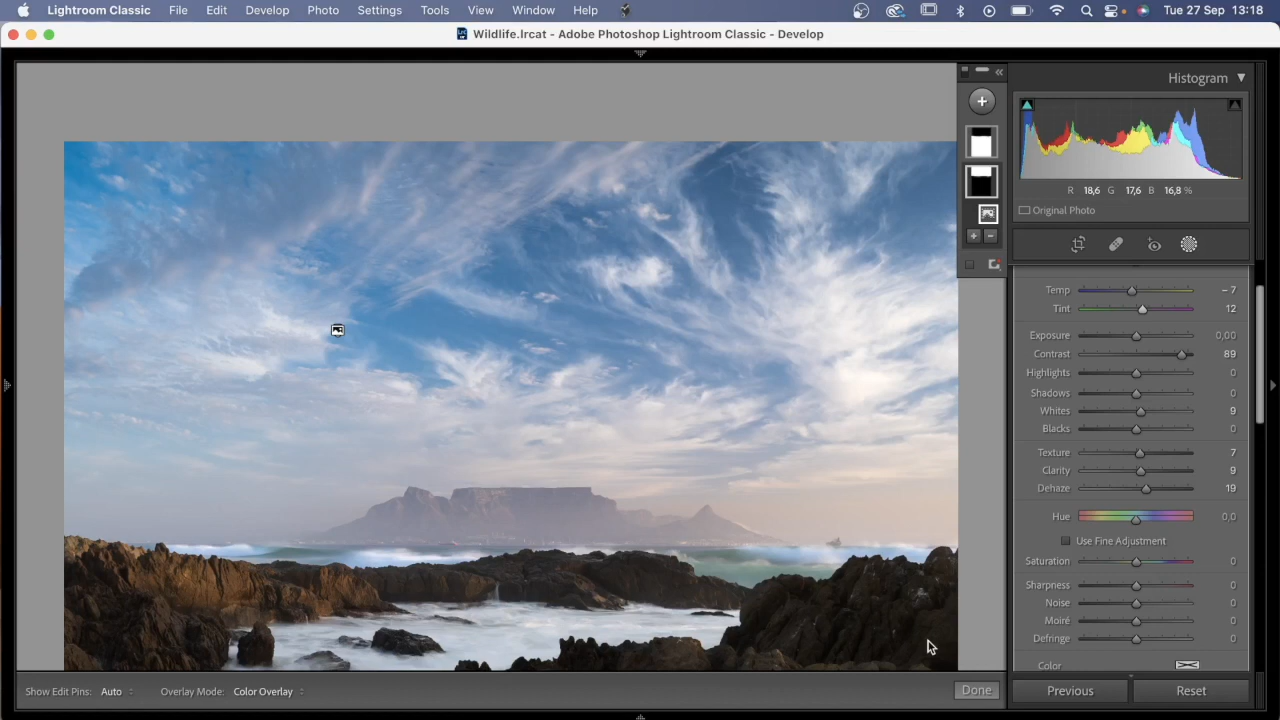 Lightroom Classic File Edit Develop Photo Settings Tools View Window Help Tue 27 Sep 13:18
Wildlife.lrcat - Adobe Photoshop Lightroom Classic - Develop
Histogram
R 18,6 G 17,6 B 16,8 %
Original Photo
Temp – 7
Tint 12
Exposure 0,00
Contrast 89
Highlights 0
Shadows 0
Whites 9
Blacks 0
Texture 7
Clarity 9
Dehaze 19
Hue 0,0
Use Fine Adjustment
Saturation 0
Sharpness 0
Noise 0
Moiré 0
Defringe 0
Color
Show Edit Pins: Auto Overlay Mode: Color Overlay Done Previous Reset